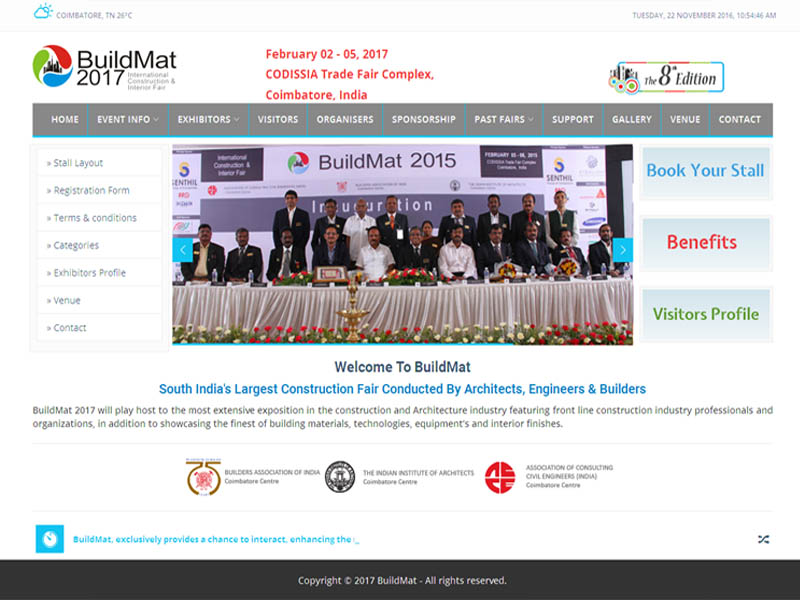 COIMBATORE, TN 26°C
TUESDAY, 22 NOVEMBER 2016, 10:54:46 AM
BuildMat
2017 International
Construction &
Interior Fair
February 02 - 05, 2017
CODISSIA Trade Fair Complex,
Coimbatore, India
The 8th Edition
HOME EVENT INFO EXHIBITORS VISITORS ORGANISERS SPONSORSHIP PAST FAIRS SUPPORT GALLERY VENUE CONTACT
» Stall Layout
» Registration Form
» Terms & conditions
» Categories
» Exhibitors Profile
» Venue
» Contact
International
Construction &
Interior Fair
BuildMat 2015
FEBRUARY 05 - 08, 2015
CODISSIA Trade Fair Complex
Coimbatore, India
SENTHIL
Inauguration
Book Your Stall
Benefits
Visitors Profile
Welcome To BuildMat
South India's Largest Construction Fair Conducted By Architects, Engineers & Builders
BuildMat 2017 will play host to the most extensive exposition in the construction and Architecture industry featuring front line construction industry professionals and
organizations, in addition to showcasing the finest of building materials, technologies, equipment's and interior finishes.
BUILDERS ASSOCIATION OF INDIA
Coimbatore Centre
THE INDIAN INSTITUTE OF ARCHITECTS
Coimbatore Centre
ASSOCIATION OF CONSULTING
CIVIL ENGINEERS (INDIA)
Coimbatore Centre
BuildMat, exclusively provides a chance to interact, enhancing the _
Copyright © 2017 BuildMat - All rights reserved.